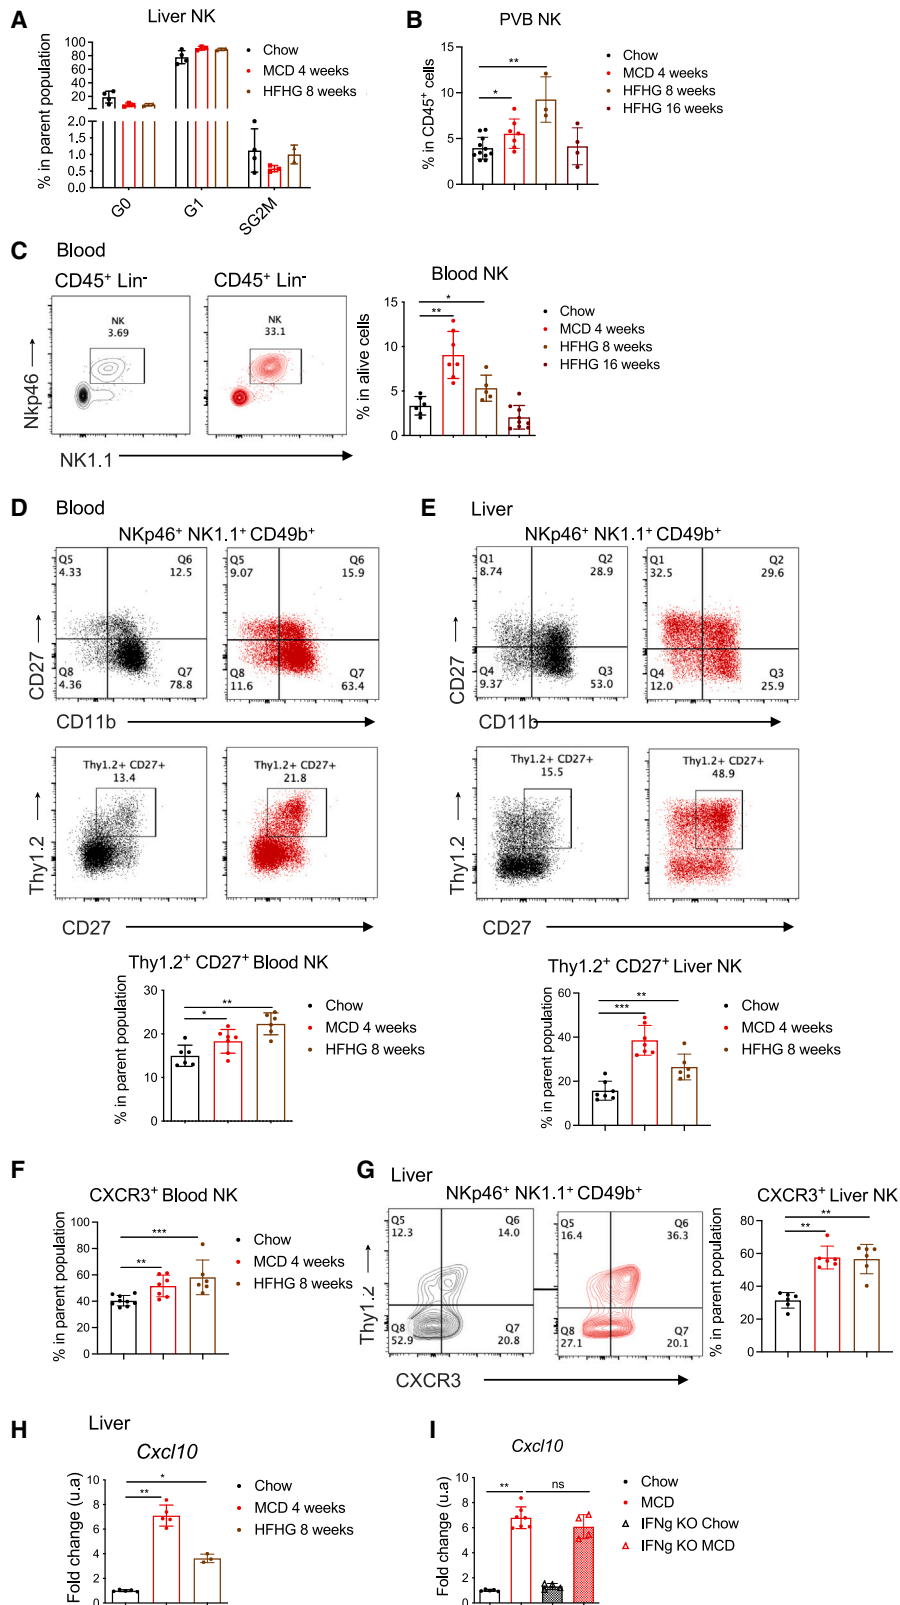 A
Liver NK
% in parent population
100
80
60
40
20
2.0
1.5
1.0
0.5
0.0
G0
G1
SG2M
Chow
MCD 4 weeks
HFHG 8 weeks
B
PVB NK
% in CD45⁺ cells
15
10
5
0
*
**
Chow
MCD 4 weeks
HFHG 8 weeks
HFHG 16 weeks
C
Blood
CD45⁺ Lin⁻
CD45⁺ Lin⁻
NK
3.69
NK
33.1
Nkp46
NK1.1
Blood NK
% in alive cells
15
10
5
0
*
**
Chow
MCD 4 weeks
HFHG 8 weeks
HFHG 16 weeks
D
Blood
NKp46⁺ NK1.1⁺ CD49b⁺
Q5
4.33
Q6
12.5
Q8
4.36
Q7
78.8
Q5
9.07
Q6
15.9
Q8
11.6
Q7
63.4
CD27
CD11b
Thy1.2+ CD27+
13.4
Thy1.2+ CD27+
21.8
Thy1.2
CD27
Thy1.2⁺ CD27⁺ Blood NK
% in parent population
30
20
10
0
**
*
Chow
MCD 4 weeks
HFHG 8 weeks
E
Liver
NKp46⁺ NK1.1⁺ CD49b⁺
Q1
8.74
Q2
28.9
Q4
9.37
Q3
53.0
Q1
32.5
Q2
29.6
Q4
12.0
Q3
25.9
CD27
CD11b
Thy1.2+ CD27+
15.5
Thy1.2+ CD27+
48.9
Thy1.2
CD27
Thy1.2⁺ CD27⁺ Liver NK
% in parent population
60
40
20
0
**
***
Chow
MCD 4 weeks
HFHG 8 weeks
F
CXCR3⁺ Blood NK
% in parent population
100
80
60
40
20
0
***
**
Chow
MCD 4 weeks
HFHG 8 weeks
G
Liver
NKp46⁺ NK1.1⁺ CD49b⁺
Q5
12.3
Q6
14.0
Q8
52.9
Q7
20.8
Q5
16.4
Q6
36.3
Q8
27.1
Q7
20.1
Thy1.2
CXCR3
CXCR3⁺ Liver NK
% in parent population
80
60
40
20
0
**
**
Chow
MCD 4 weeks
HFHG 8 weeks
H
Liver
Cxcl10
Fold change (u.a)
10
8
6
4
2
0
*
**
Chow
MCD 4 weeks
HFHG 8 weeks
I
Cxcl10
Fold change (u.a)
10
8
6
4
2
0
**
ns
Chow
MCD
IFNg KO Chow
IFNg KO MCD